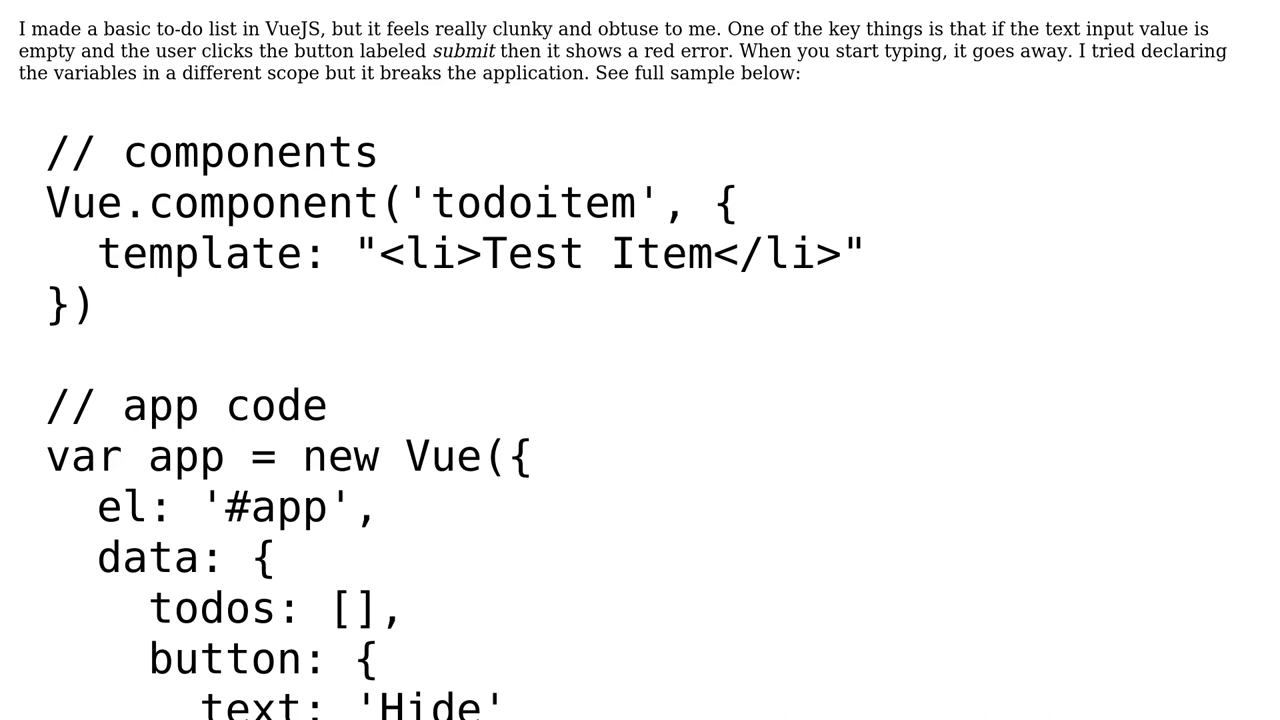 I made a basic to-do list in VueJS, but it feels really clunky and obtuse to me. One of the key things is that if the text input value is
empty and the user clicks the button labeled submit then it shows a red error. When you start typing, it goes away. I tried declaring
the variables in a different scope but it breaks the application. See full sample below:
// components
Vue.component('todoitem', {
  template: "<li>Test Item</li>"
})

// app code
var app = new Vue({
  el: '#app',
  data: {
    todos: [],
    button: {
      text: 'Hide'